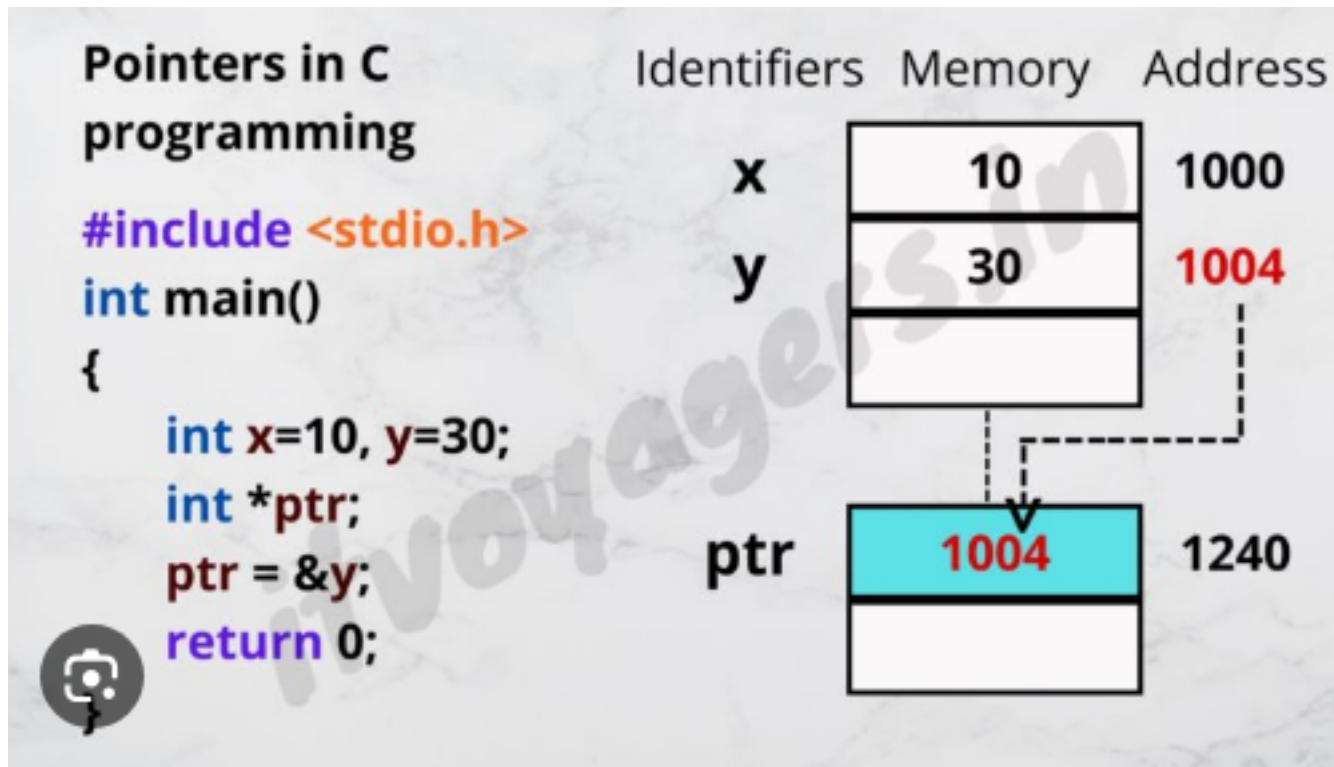 Pointers in C
programming
#include <stdio.h>
int main()
{
int x=10, y=30;
int *ptr;
ptr = &y;
return 0;
}
Identifiers Memory Address
x 10 1000
y 30 1004
ptr 1004 1240
itvoyagers.in